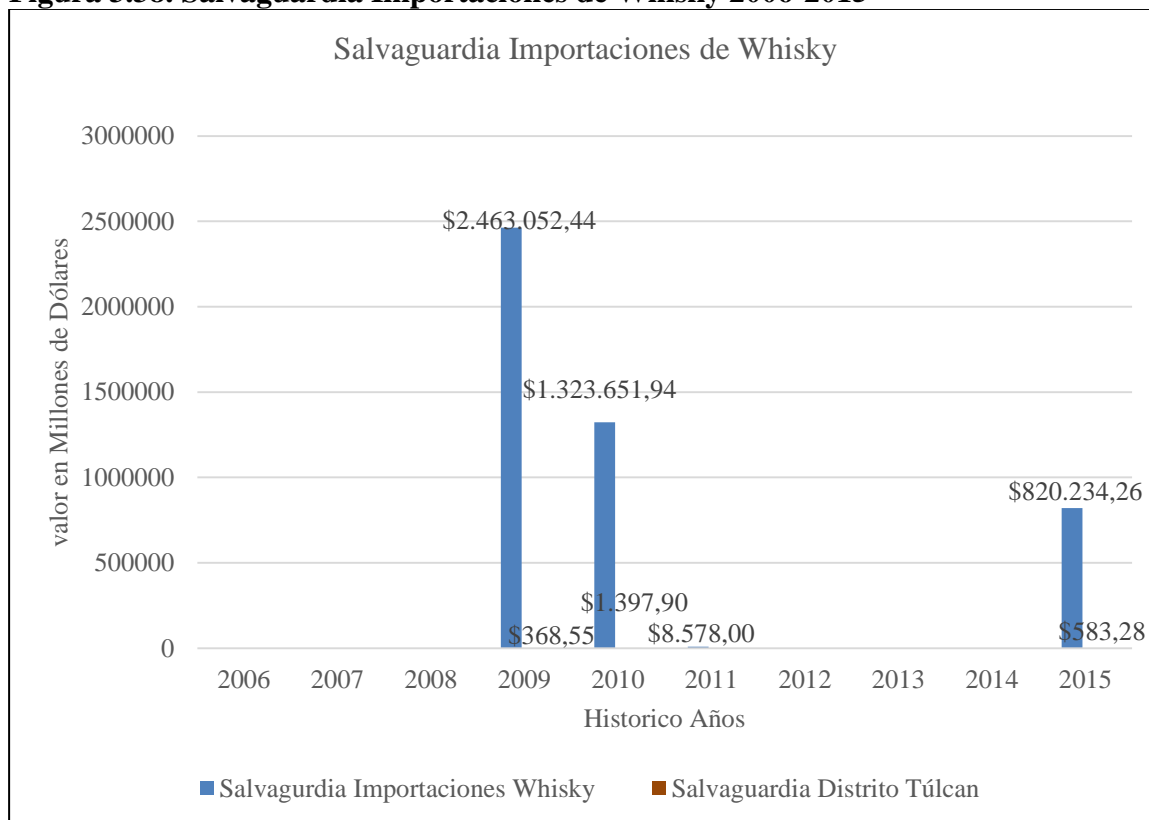 Salvaguardia Importaciones de Whisky
3000000
2500000
2000000
1500000
1000000
500000
0
valor en Millones de Dólares
$2.463.052,44
$1.323.651,94
$820.234,26
$1.397,90
$368,55
$8.578,00
$583,28
2006 2007 2008 2009 2010 2011 2012 2013 2014 2015
Historico Años
Salvagurdia Importaciones Whisky Salvaguardia Distrito Túlcan